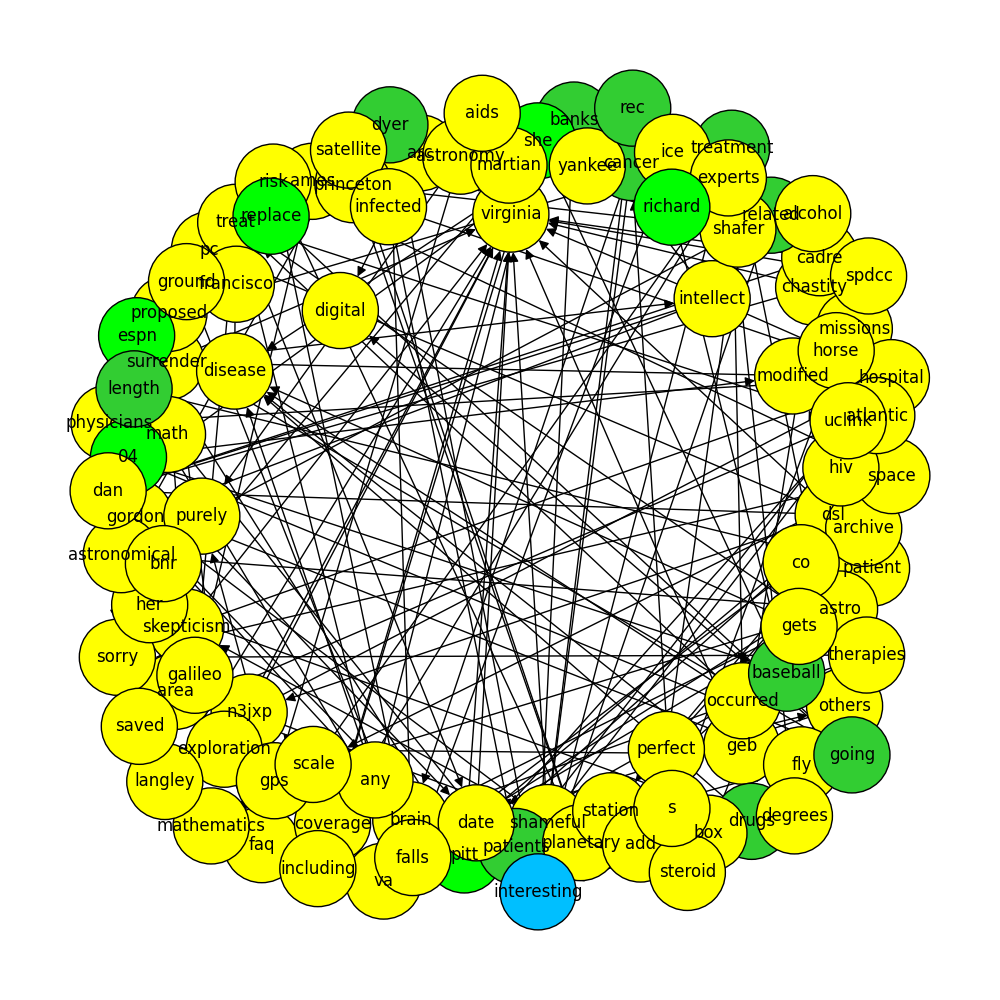 aids
rec
banks
dyer
she
satellite
arc
astronomy
martian
yankee
cancer
ice
treatment
experts
risk
ames
princeton
infected
replace
treat
virginia
richard
shafer
related
alcohol
pc
cadre
ground
francisco
chastity
spdcc
proposed
digital
intellect
espn
missions
horse
surrender
disease
modified
hospital
length
physicians
math
uclink
atlantic
04
hiv
space
dan
gordon
purely
dsl
archive
astronomical
bnr
co
patient
her
skepticism
astro
gets
sorry
galileo
therapies
area
baseball
saved
n3jxp
occurred
others
exploration
perfect
geb
going
langley
gps
scale
any
fly
mathematics
faq
coverage
brain
date
shameful
station
s
box
drugs
degrees
pitt
patients
planetary
add
including
va
falls
steroid
interesting